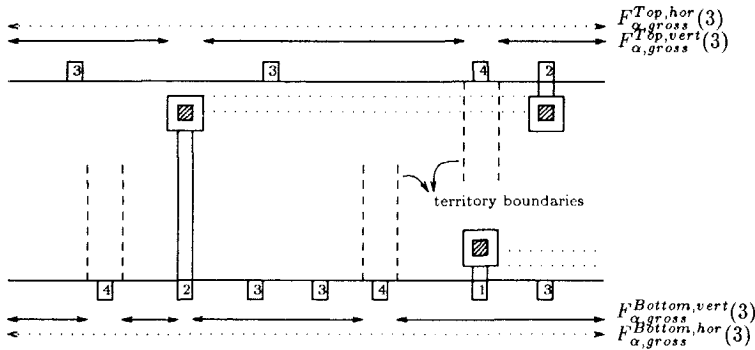 F^{Top,hor}_{α,gross}(3)
F^{Top,vert}_{α,gross}(3)
3 3 4 2
territory boundaries
4 2 3 3 4 1 3
F^{Bottom,vert}_{α,gross}(3)
F^{Bottom,hor}_{α,gross}(3)